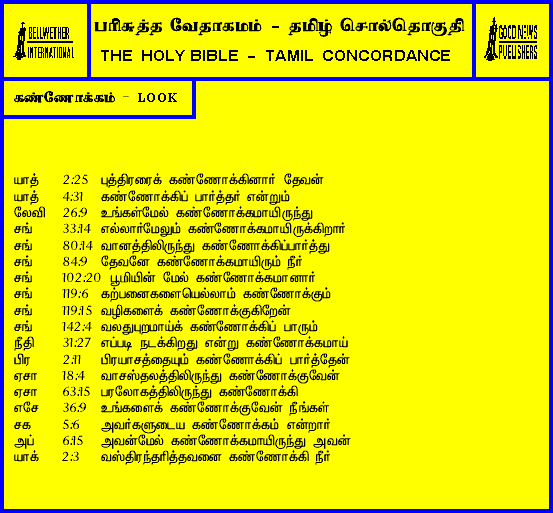 BELLWETHER
INTERNATIONAL
பரிசுத்த வேதாகமம் - தமிழ் சொல்தொகுதி
THE HOLY BIBLE - TAMIL CONCORDANCE
GOOD NEWS
PUBLISHERS
கண்ணோக்கம் - LOOK
யாத் 2:25 புத்திரரைக் கண்ணோக்கினார் தேவன்
யாத் 4:31 கண்ணோக்கிப் பார்த்தர் என்றும்
லேவி 26:9 உங்கள்மேல் கண்ணோக்கமாயிருந்து
சங் 33:14 எல்லார்மேலும் கண்ணோக்கமாயிருக்கிறார்
சங் 80:14 வானத்திலிருந்து கண்ணோக்கிப்பார்த்து
சங் 84:9 தேவனே கண்ணோக்கமாயிரும் நீர்
சங் 102:20 பூமியின் மேல் கண்ணோக்கமானார்
சங் 119:6 கற்பனைகளையெல்லாம் கண்ணோக்கும்
சங் 119:15 வழிகளைக் கண்ணோக்குகிறேன்
சங் 142:4 வலதுபுறமாய்க் கண்ணோக்கிப் பாரும்
நீதி 31:27 எப்படி நடக்கிறது என்று கண்ணோக்கமாய்
பிர 2:11 பிரயாசத்தையும் கண்ணோக்கிப் பார்த்தேன்
ஏசா 18:4 வாசஸ்தலத்திலிருந்து கண்ணோக்குவேன்
ஏசா 63:15 பரலோகத்திலிருந்து கண்ணோக்கி
எசே 36:9 உங்களைக் கண்ணோக்குவேன் நீங்கள்
சக 5:6 அவர்களுடைய கண்ணோக்கம் என்றார்
அப் 6:15 அவன்மேல் கண்ணோக்கமாயிருந்து அவன்
யாக் 2:3 வஸ்திரந்தரித்தவனை கண்ணோக்கி நீர்